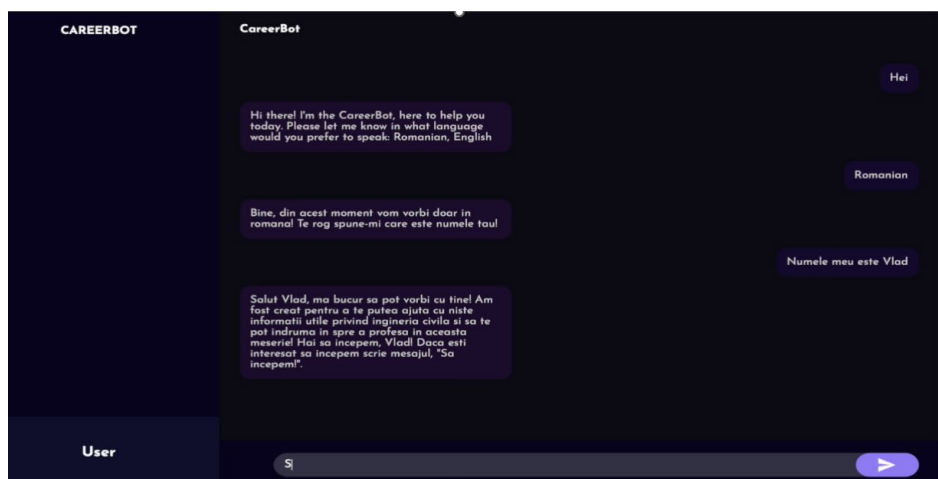 CAREERBOT
CareerBot
Hei
Hi there! I'm the CareerBot, here to help you
today. Please let me know in what language
would you prefer to speak: Romanian, English
Romanian
Bine, din acest moment vom vorbi doar in
romana! Te rog spune-mi care este numele tau!
Numele meu este Vlad
Salut Vlad, ma bucur sa pot vorbi cu tine! Am
fost creat pentru a te putea ajuta cu niste
informatii utile privind ingineria civila si sa te
pot indruma in spre a profesa in aceasta
meserie! Hai sa incepem, Vlad! Daca esti
interesat sa incepem scrie mesajul, "Sa
incepem!".
User
S